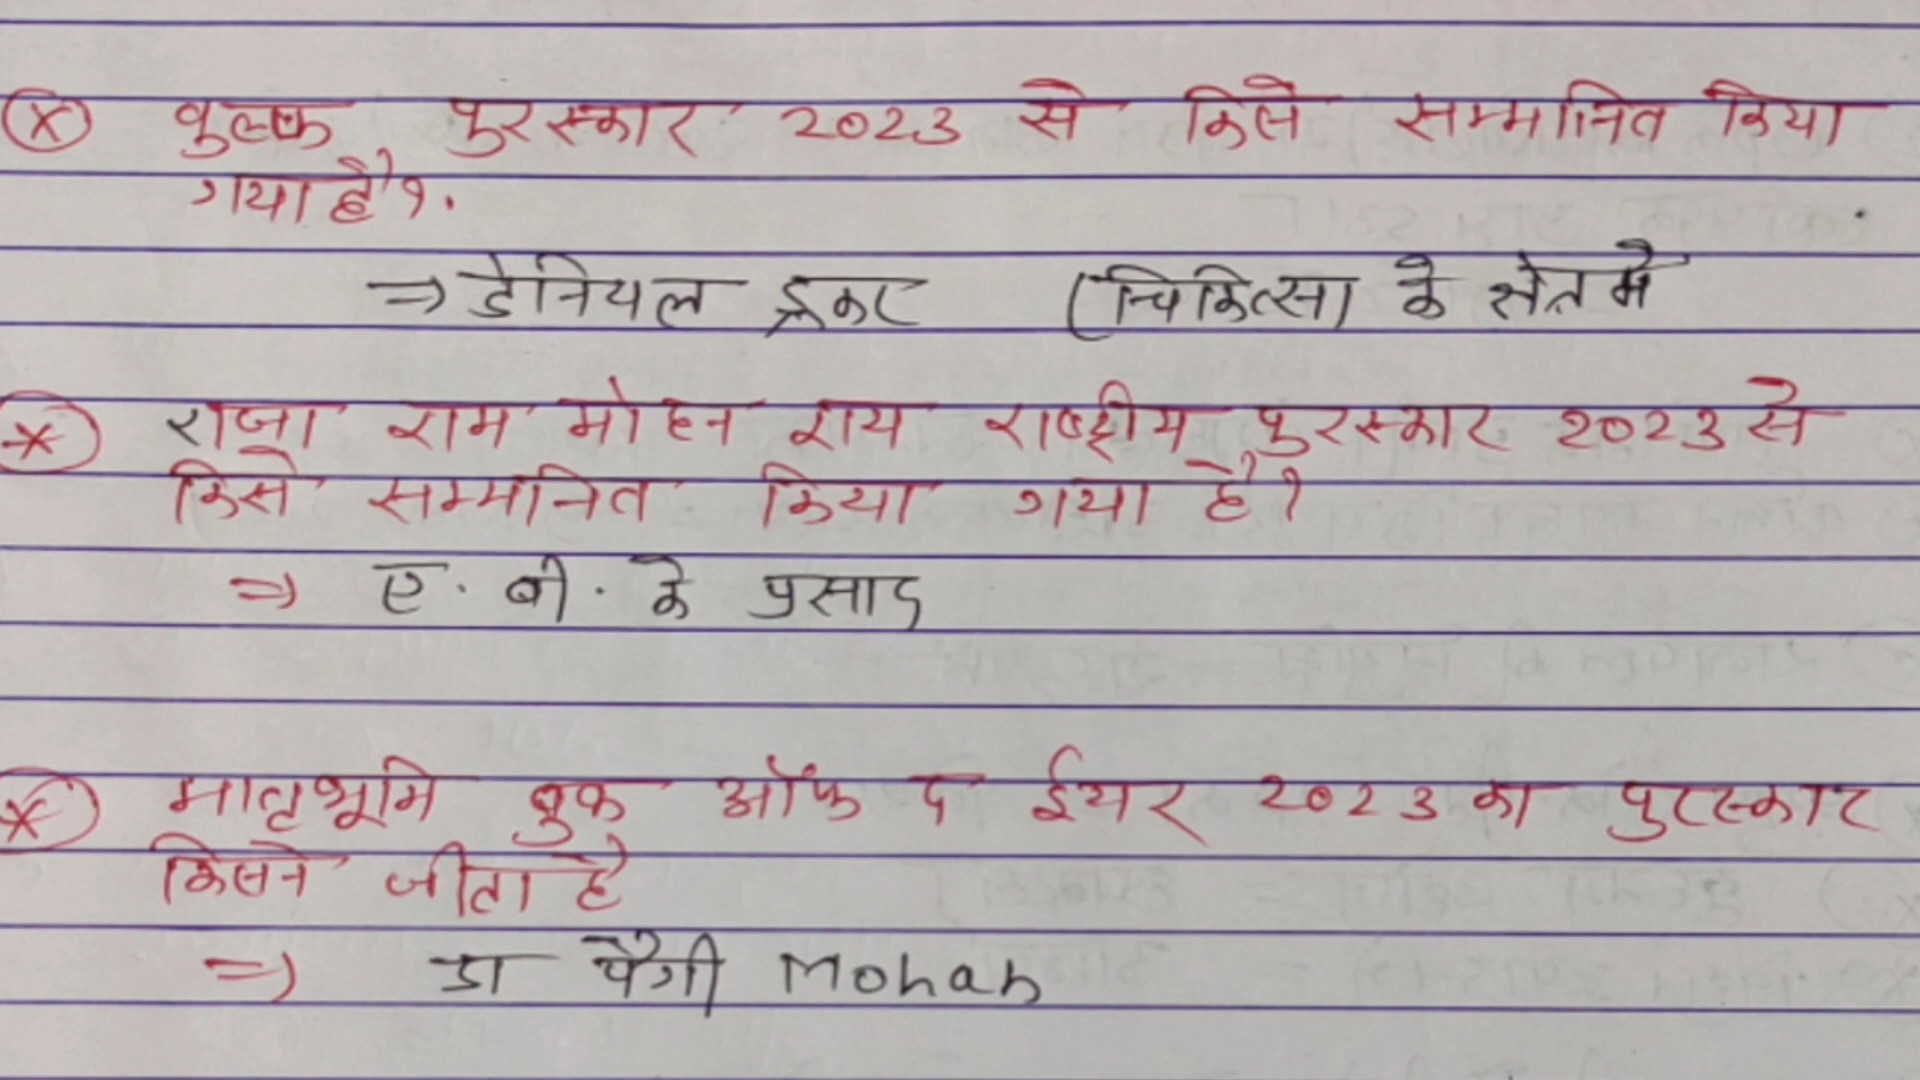 वुल्फ पुरस्कार 2023 से किसे सम्मानित किया
गया है?.
⇒ डेनियल ड्रकर (चिकित्सा के सेत्र मे
राजा राम मोहन राय राष्ट्रीय पुरस्कार 2023 से
किसे सम्मानित किया गया है?
⇒ ए. बी. के प्रसाद
मातृभूमि बुक ऑफ द ईयर 2023 का पुरस्कार
किसने जीता है
⇒ डा पैगी Mohan